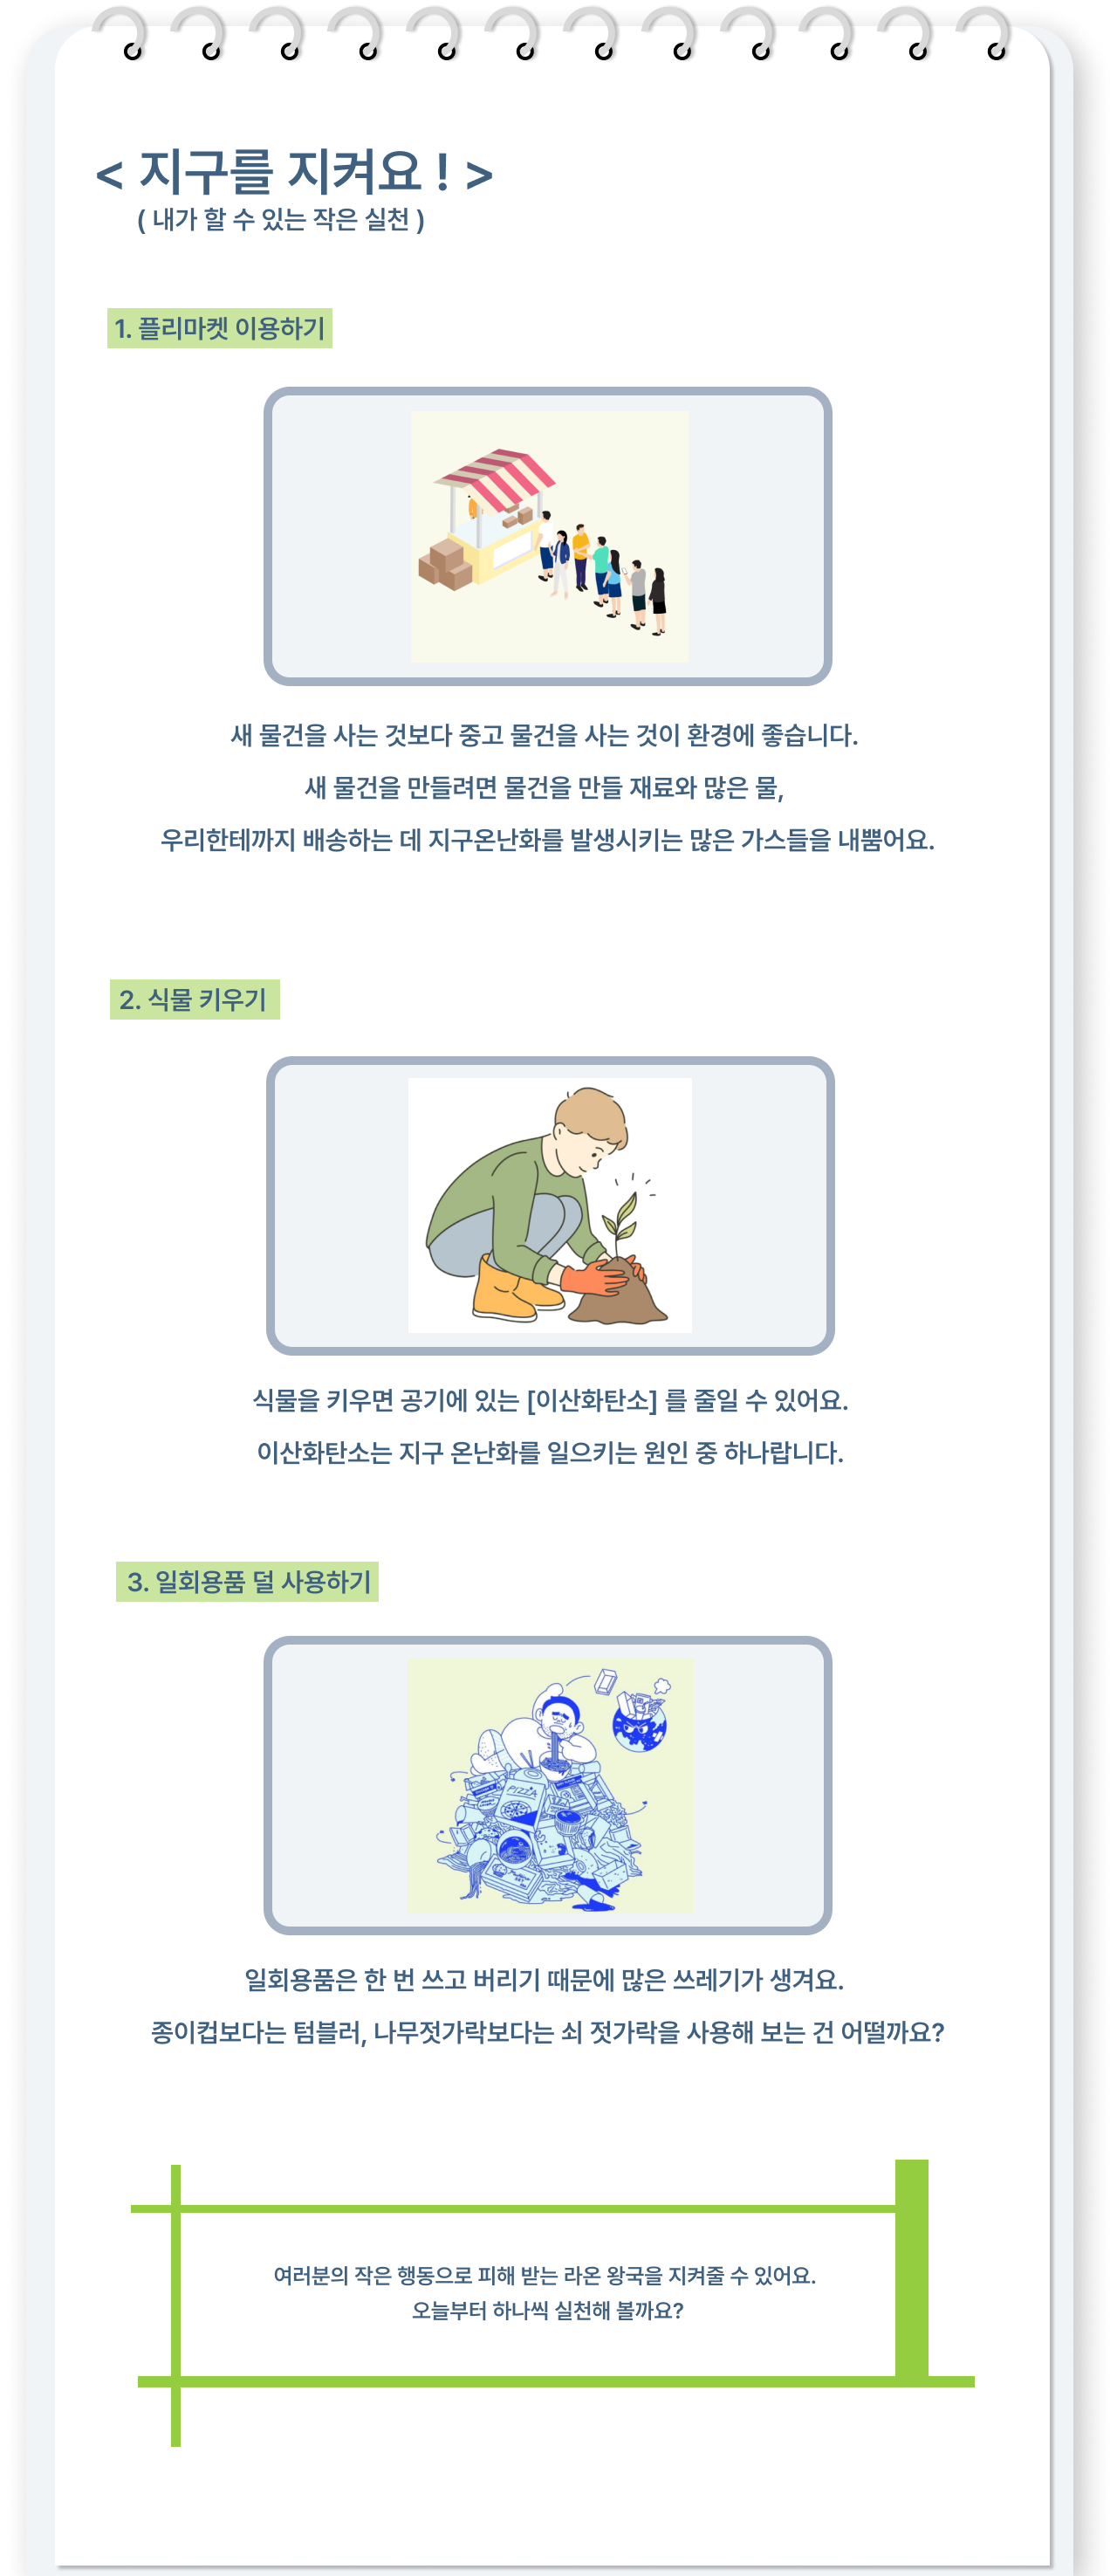 < 지구를 지켜요 ! >
( 내가 할 수 있는 작은 실천 )
1. 플리마켓 이용하기
새 물건을 사는 것보다 중고 물건을 사는 것이 환경에 좋습니다.
새 물건을 만들려면 물건을 만들 재료와 많은 물,
우리한테까지 배송하는 데 지구온난화를 발생시키는 많은 가스들을 내뿜어요.
2. 식물 키우기
식물을 키우면 공기에 있는 [이산화탄소] 를 줄일 수 있어요.
이산화탄소는 지구 온난화를 일으키는 원인 중 하나랍니다.
3. 일회용품 덜 사용하기
PIZZA
일회용품은 한 번 쓰고 버리기 때문에 많은 쓰레기가 생겨요.
종이컵보다는 텀블러, 나무젓가락보다는 쇠 젓가락을 사용해 보는 건 어떨까요?
여러분의 작은 행동으로 피해 받는 라온 왕국을 지켜줄 수 있어요.
오늘부터 하나씩 실천해 볼까요?